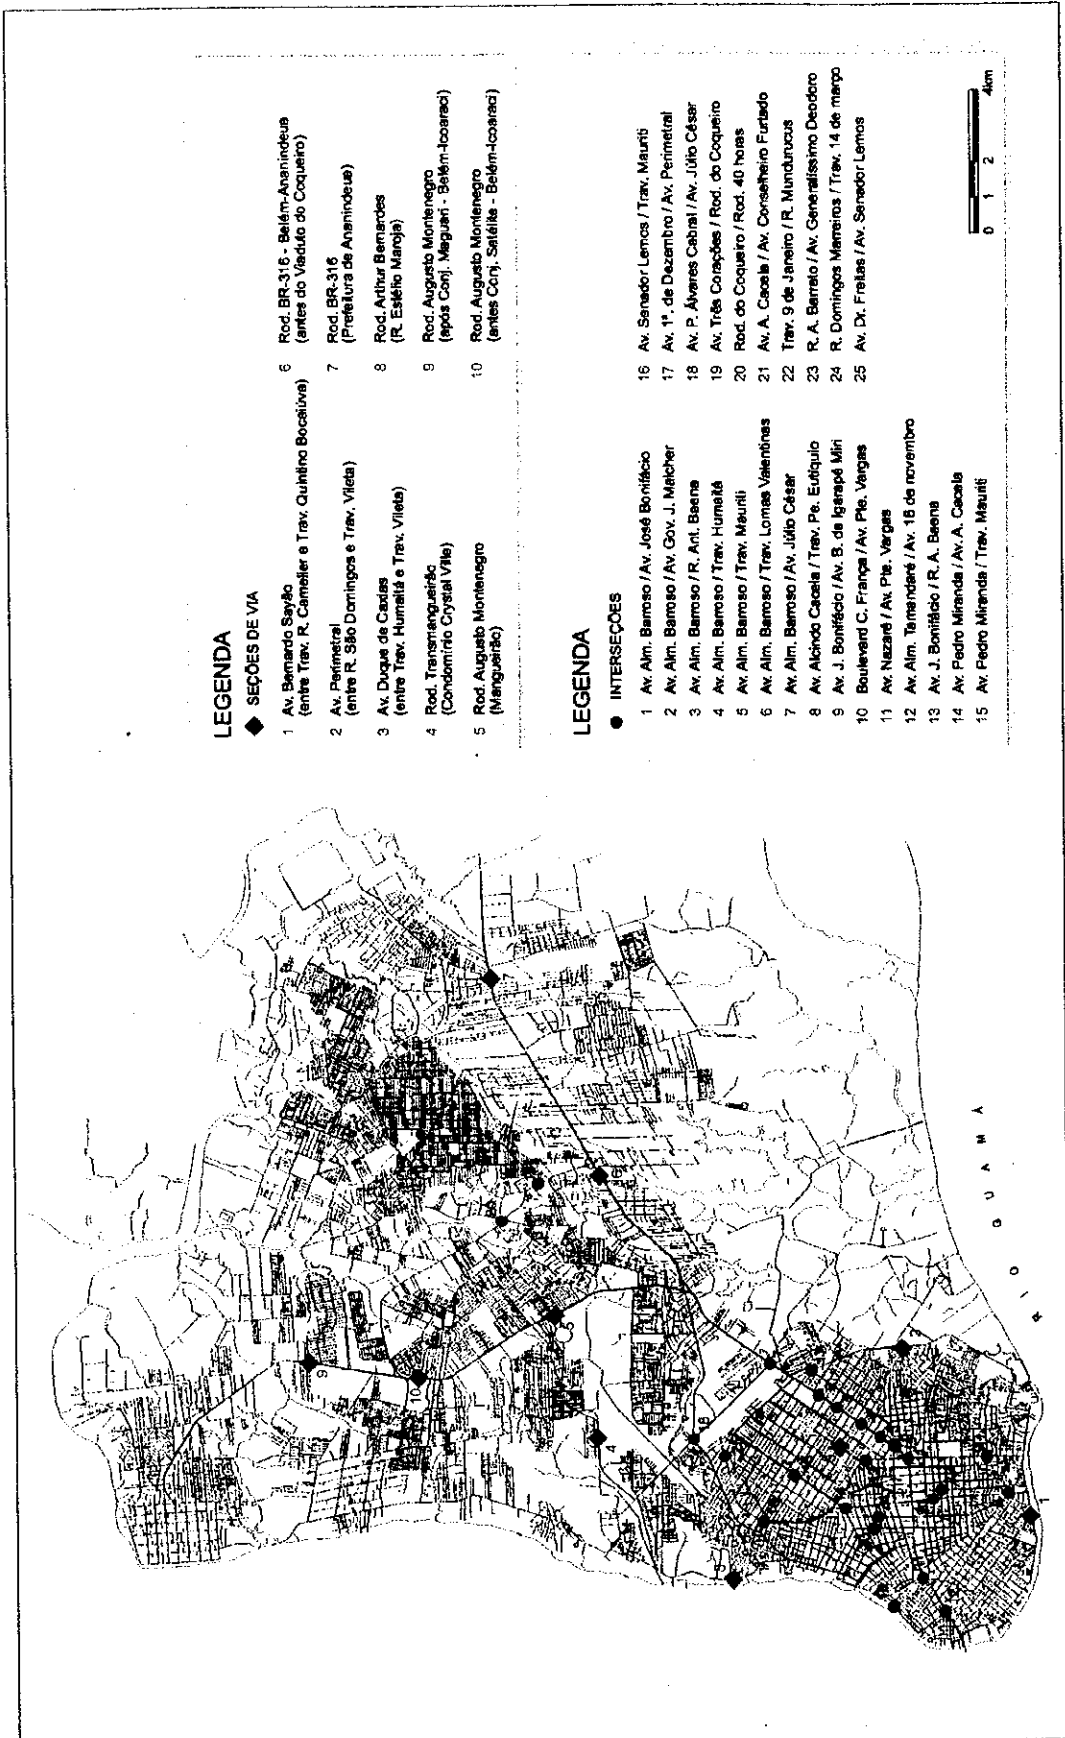 LEGENDA
SEÇÕES DE VIA
1 Av. Bernardo Sayão
(entre Trav. R. Camelier e Trav. Quintino Bocaiúva)
2 Av. Perimetral
(entre R. São Domingos e Trav. Vileta)
3 Av. Duque de Caxias
(entre Trav. Humaitá e Trav. Vileta)
4 Rod. Transmangueirão
(Condomínio Crystal Ville)
5 Rod. Augusto Montenegro
(Mangueirão)
6 Rod. BR-316 - Belém-Ananindeua
(antes do Viaduto do Coqueiro)
7 Rod. BR-316
(Prefeitura de Ananindeua)
8 Rod. Arthur Bernardes
(R. Estélio Maroja)
9 Rod. Augusto Montenegro
(após Conj. Maguari - Belém-Icoaraci)
10 Rod. Augusto Montenegro
(antes Conj. Satélite - Belém-Icoaraci)
LEGENDA
INTERSEÇÕES
1 Av. Alm. Barroso / Av. José Bonifácio
2 Av. Alm. Barroso / Av. Gov. J. Malcher
3 Av. Alm. Barroso / R. Ant. Baena
4 Av. Alm. Barroso / Trav. Humaitá
5 Av. Alm. Barroso / Trav. Mauriti
6 Av. Alm. Barroso / Trav. Lomas Valentinas
7 Av. Alm. Barroso / Av. Júlio César
8 Av. Alcindo Cacela / Trav. Pe. Eutíquio
9 Av. J. Bonifácio / Av. B. de Igarapé Miri
10 Boulevard C. França / Av. Pte. Vargas
11 Av. Nazaré / Av. Pte. Vargas
12 Av. Alm. Tamandaré / Av. 16 de novembro
13 Av. J. Bonifácio / R. A. Baena
14 Av. Pedro Miranda / Av. A. Cacela
15 Av. Pedro Miranda / Trav. Mauriti
16 Av. Senador Lemos / Trav. Mauriti
17 Av. 1º. de Dezembro / Av. Perimetral
18 Av. P. Álvares Cabral / Av. Júlio César
19 Av. Três Corações / Rod. do Coqueiro
20 Rod. do Coqueiro / Rod. 40 horas
21 Av. A. Cacela / Av. Conselheiro Furtado
22 Trav. 9 de Janeiro / R. Mundurucus
23 R. A. Barreto / Av. Generalíssimo Deodoro
24 R. Domingos Marreiros / Trav. 14 de março
25 Av. Dr. Freitas / Av. Senador Lemos
0 1 2 4km
RIO GUAMÁ
9
10
4
18
6
1